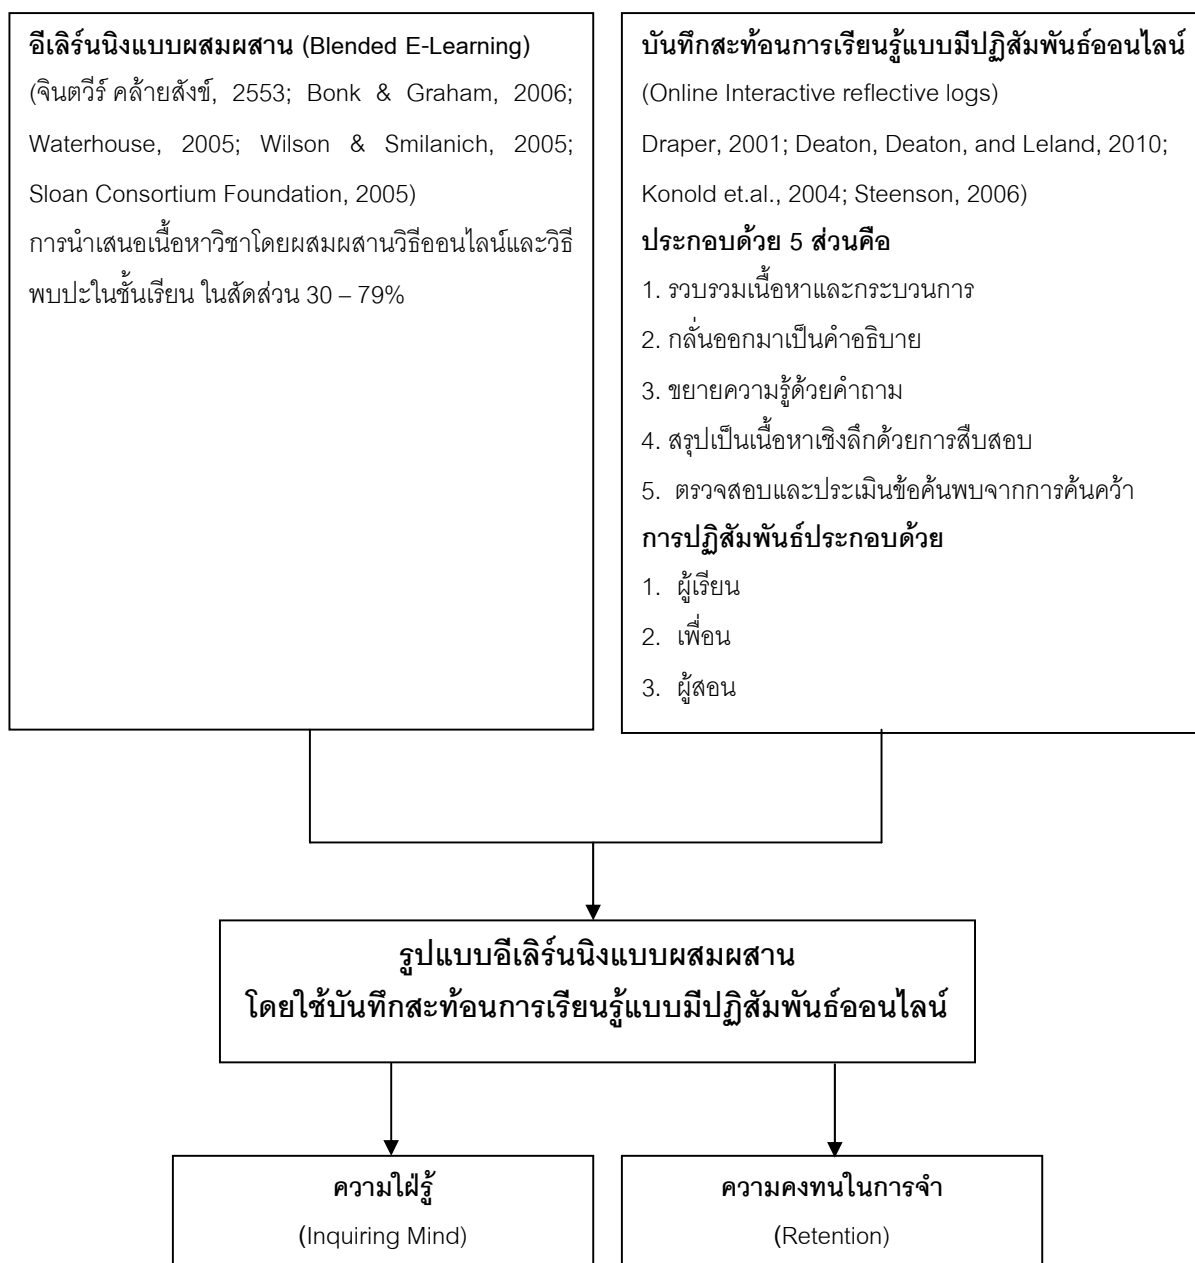 อีเลิร์นนิงแบบผสมผสาน (Blended E-Learning)
(จินตวีร์ คล้ายสังข์, 2553; Bonk & Graham, 2006;
Waterhouse, 2005; Wilson & Smilanich, 2005;
Sloan Consortium Foundation, 2005)
การนำเสนอเนื้อหาวิชาโดยผสมผสานวิธีออนไลน์และวิธี
พบปะในชั้นเรียน ในสัดส่วน 30 – 79%
บันทึกสะท้อนการเรียนรู้แบบมีปฏิสัมพันธ์ออนไลน์
(Online Interactive reflective logs)
Draper, 2001; Deaton, Deaton, and Leland, 2010;
Konold et.al., 2004; Steenson, 2006)
ประกอบด้วย 5 ส่วนคือ
1. รวบรวมเนื้อหาและกระบวนการ
2. กลั่นออกมาเป็นคำอธิบาย
3. ขยายความรู้ด้วยคำถาม
4. สรุปเป็นเนื้อหาเชิงลึกด้วยการสืบสอบ
5. ตรวจสอบและประเมินข้อค้นพบจากการค้นคว้า
การปฏิสัมพันธ์ประกอบด้วย
1. ผู้เรียน
2. เพื่อน
3. ผู้สอน
รูปแบบอีเลิร์นนิงแบบผสมผสาน
โดยใช้บันทึกสะท้อนการเรียนรู้แบบมีปฏิสัมพันธ์ออนไลน์
ความใฝ่รู้
(Inquiring Mind)
ความคงทนในการจำ
(Retention)